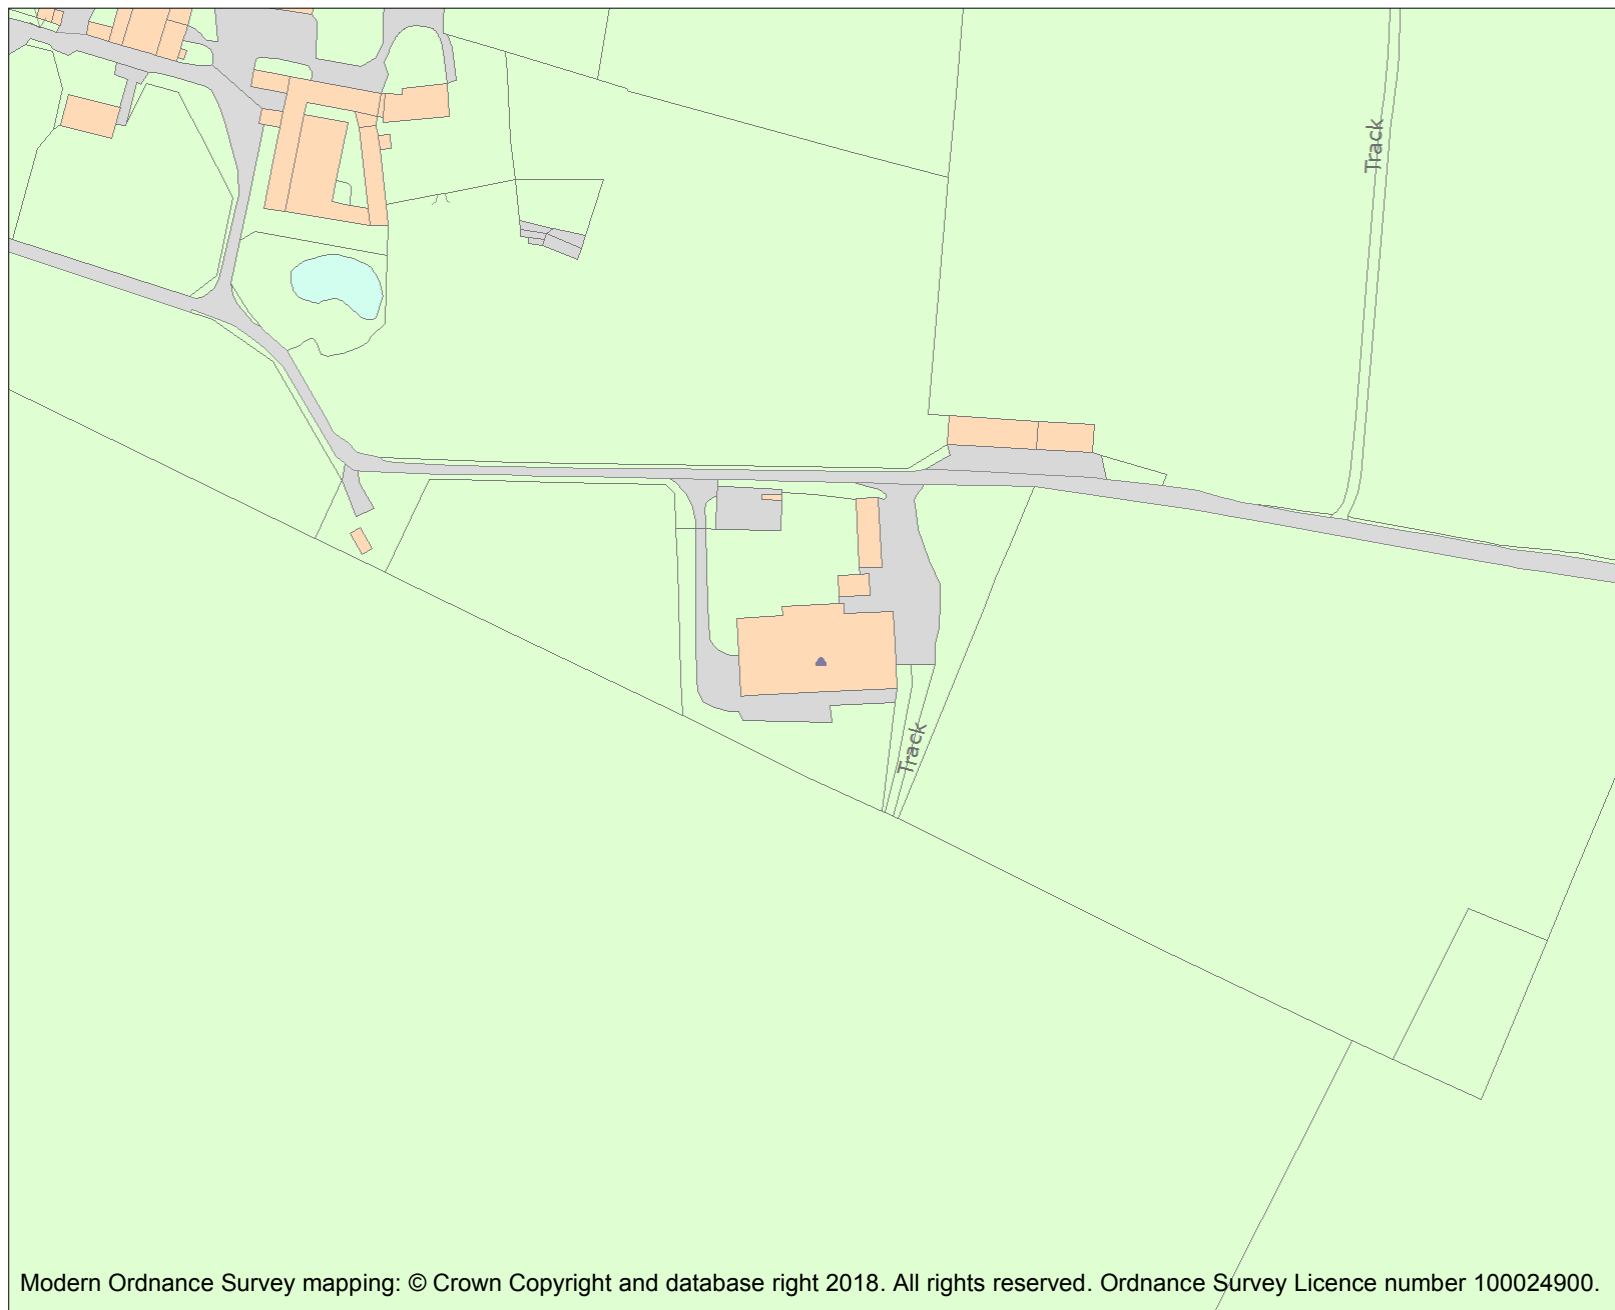 Track
Track
Modern Ordnance Survey mapping: © Crown Copyright and database right 2018. All rights reserved. Ordnance Survey Licence number 100024900.